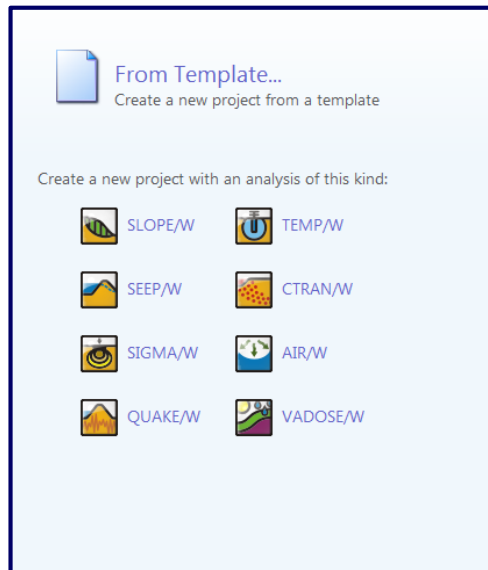 From Template...
Create a new project from a template
Create a new project with an analysis of this kind:
SLOPE/W
TEMP/W
SEEP/W
CTRAN/W
SIGMA/W
AIR/W
QUAKE/W
VADOSE/W